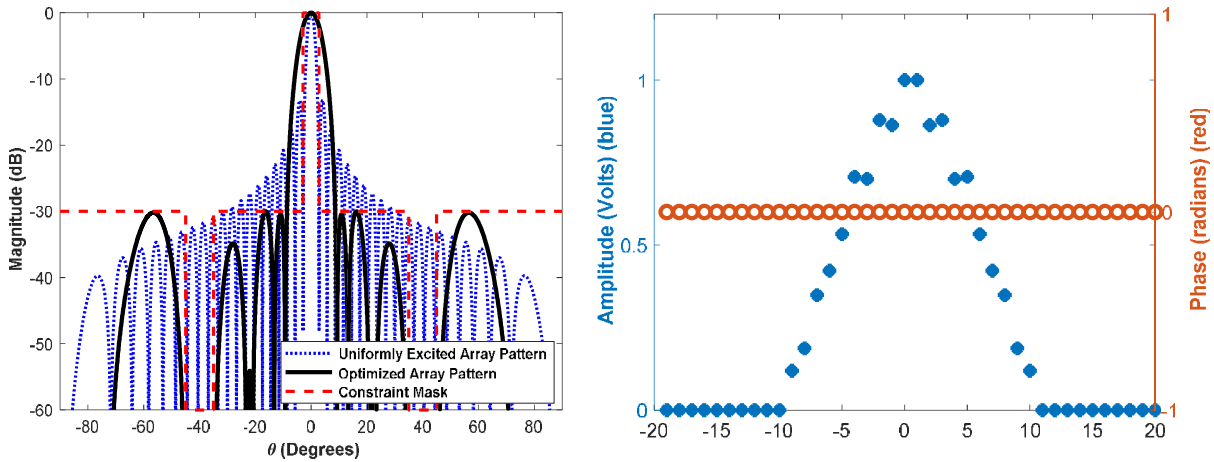 0
-10
-20
-30
-40
-50
-60
Magnitude (dB)
Uniformly Excited Array Pattern
Optimized Array Pattern
Constraint Mask
-80 -60 -40 -20 0 20 40 60 80
θ (Degrees)
1
0.5
0
Amplitude (Volts) (blue)
1
0
-1
Phase (radians) (red)
-20 -15 -10 -5 0 5 10 15 20